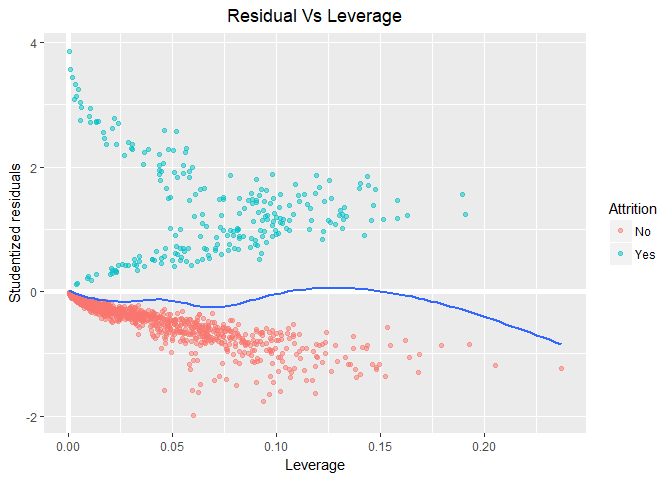 Residual Vs Leverage
Studentized residuals
4
2
0
-2
0.00 0.05 0.10 0.15 0.20
Leverage
Attrition
No
Yes